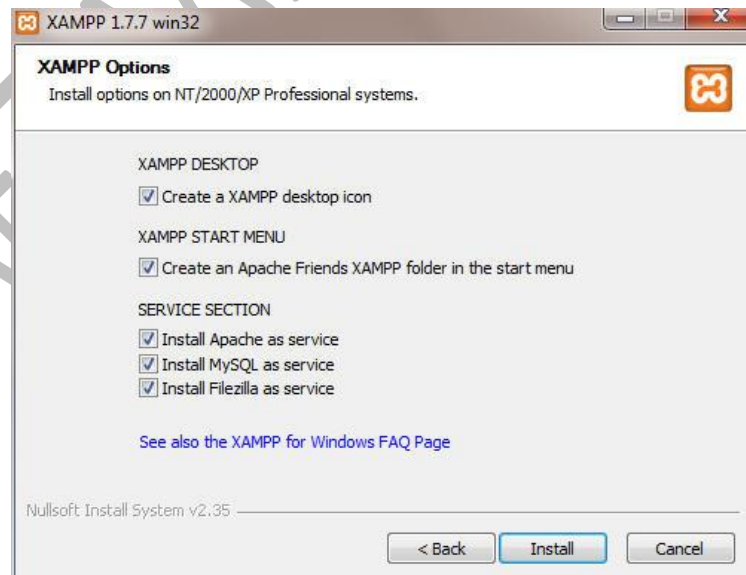 XAMPP 1.7.7 win32
XAMPP Options
Install options on NT/2000/XP Professional systems.
XAMPP DESKTOP
Create a XAMPP desktop icon
XAMPP START MENU
Create an Apache Friends XAMPP folder in the start menu
SERVICE SECTION
Install Apache as service
Install MySQL as service
Install Filezilla as service
See also the XAMPP for Windows FAQ Page
Nullsoft Install System v2.35
< Back Install Cancel